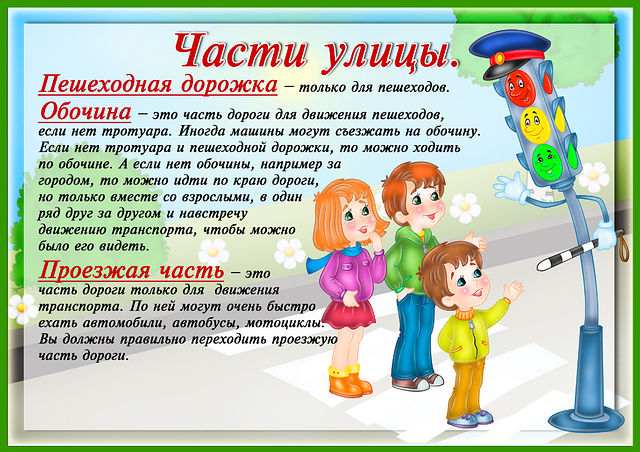 Части улицы.
Пешеходная дорожка – только для пешеходов.
Обочина – это часть дороги для движения пешеходов,
если нет тротуара. Иногда машины могут съезжать на обочину.
Если нет тротуара и пешеходной дорожки, то можно ходить
по обочине. А если нет обочины, например за
городом, то можно идти по краю дороги,
но только вместе со взрослыми, в один
ряд друг за другом и навстречу
движению транспорта, чтобы можно
было его видеть.
Проезжая часть – это
часть дороги только для движения
транспорта. По ней могут очень быстро
ехать автомобили, автобусы, мотоциклы.
Вы должны правильно переходить проезжую
часть дороги.